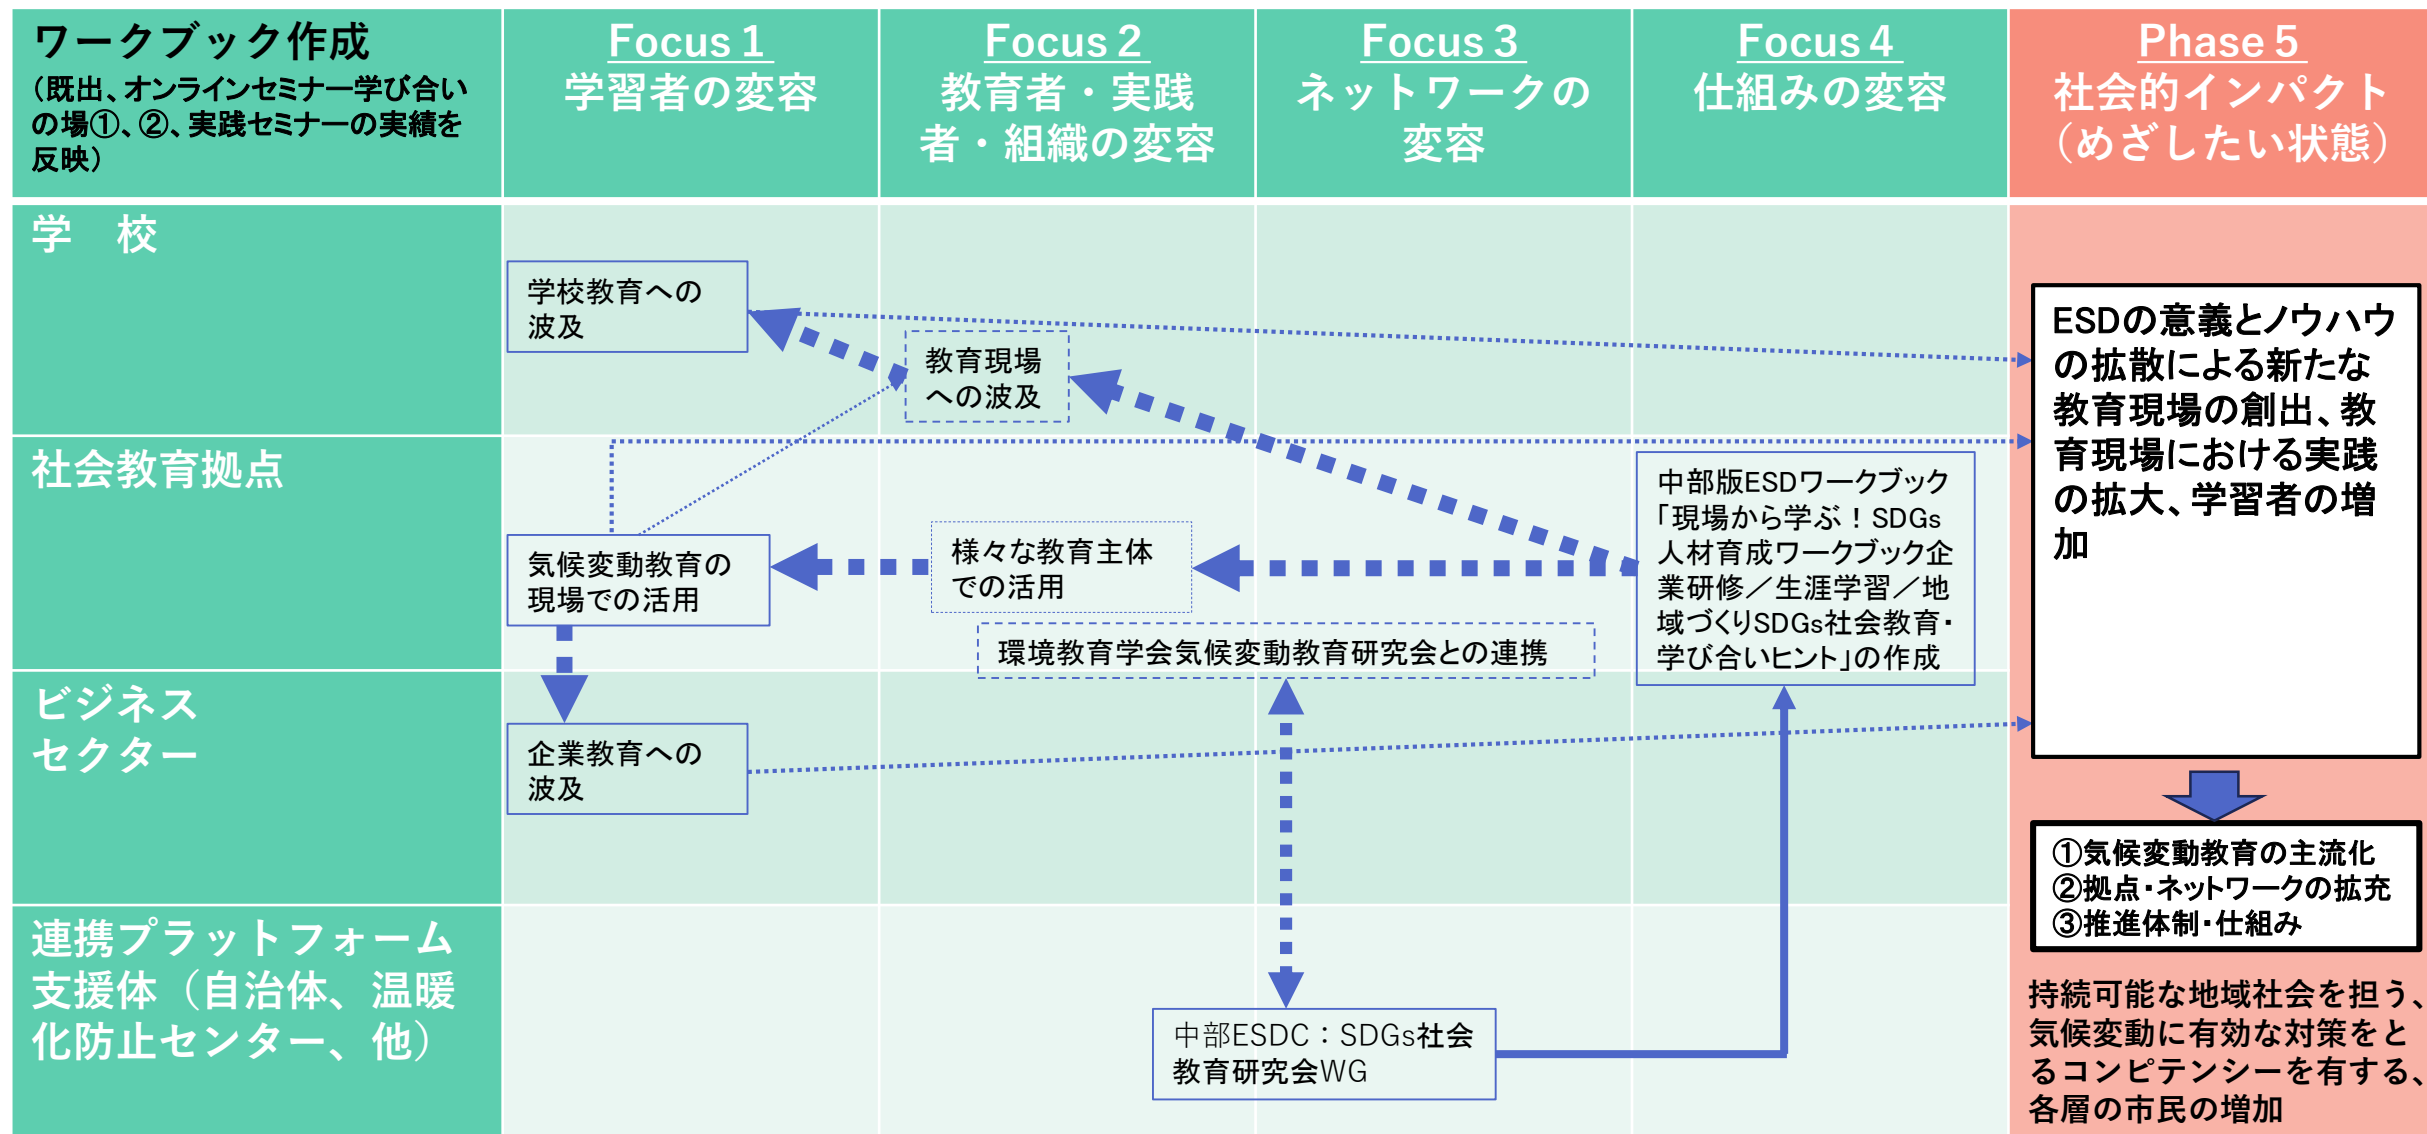 ワークブック作成
（既出、オンラインセミナー学び合い
の場①、②、実践セミナーの実績を
反映）
Focus 1
学習者の変容
Focus 2
教育者・実践
者・組織の変容
Focus 3
ネットワークの
変容
Focus 4
仕組みの変容
Phase 5
社会的インパクト
（めざしたい状態）
学　校
学校教育への
波及
教育現場
への波及
ESDの意義とノウハウ
の拡散による新たな
教育現場の創出、教
育現場における実践
の拡大、学習者の増
加
社会教育拠点
気候変動教育の
現場での活用
様々な教育主体
での活用
環境教育学会気候変動教育研究会との連携
中部版ESDワークブック
「現場から学ぶ！SDGs
人材育成ワークブック企
業研修／生涯学習／地
域づくりSDGs社会教育・
学び合いヒント」の作成
ビジネス
セクター
企業教育への
波及
①気候変動教育の主流化
②拠点・ネットワークの拡充
③推進体制・仕組み
連携プラットフォーム
支援体（自治体、温暖
化防止センター、他）
中部ESDC：SDGs社会
教育研究会WG
持続可能な地域社会を担う、
気候変動に有効な対策をと
るコンピテンシーを有する、
各層の市民の増加